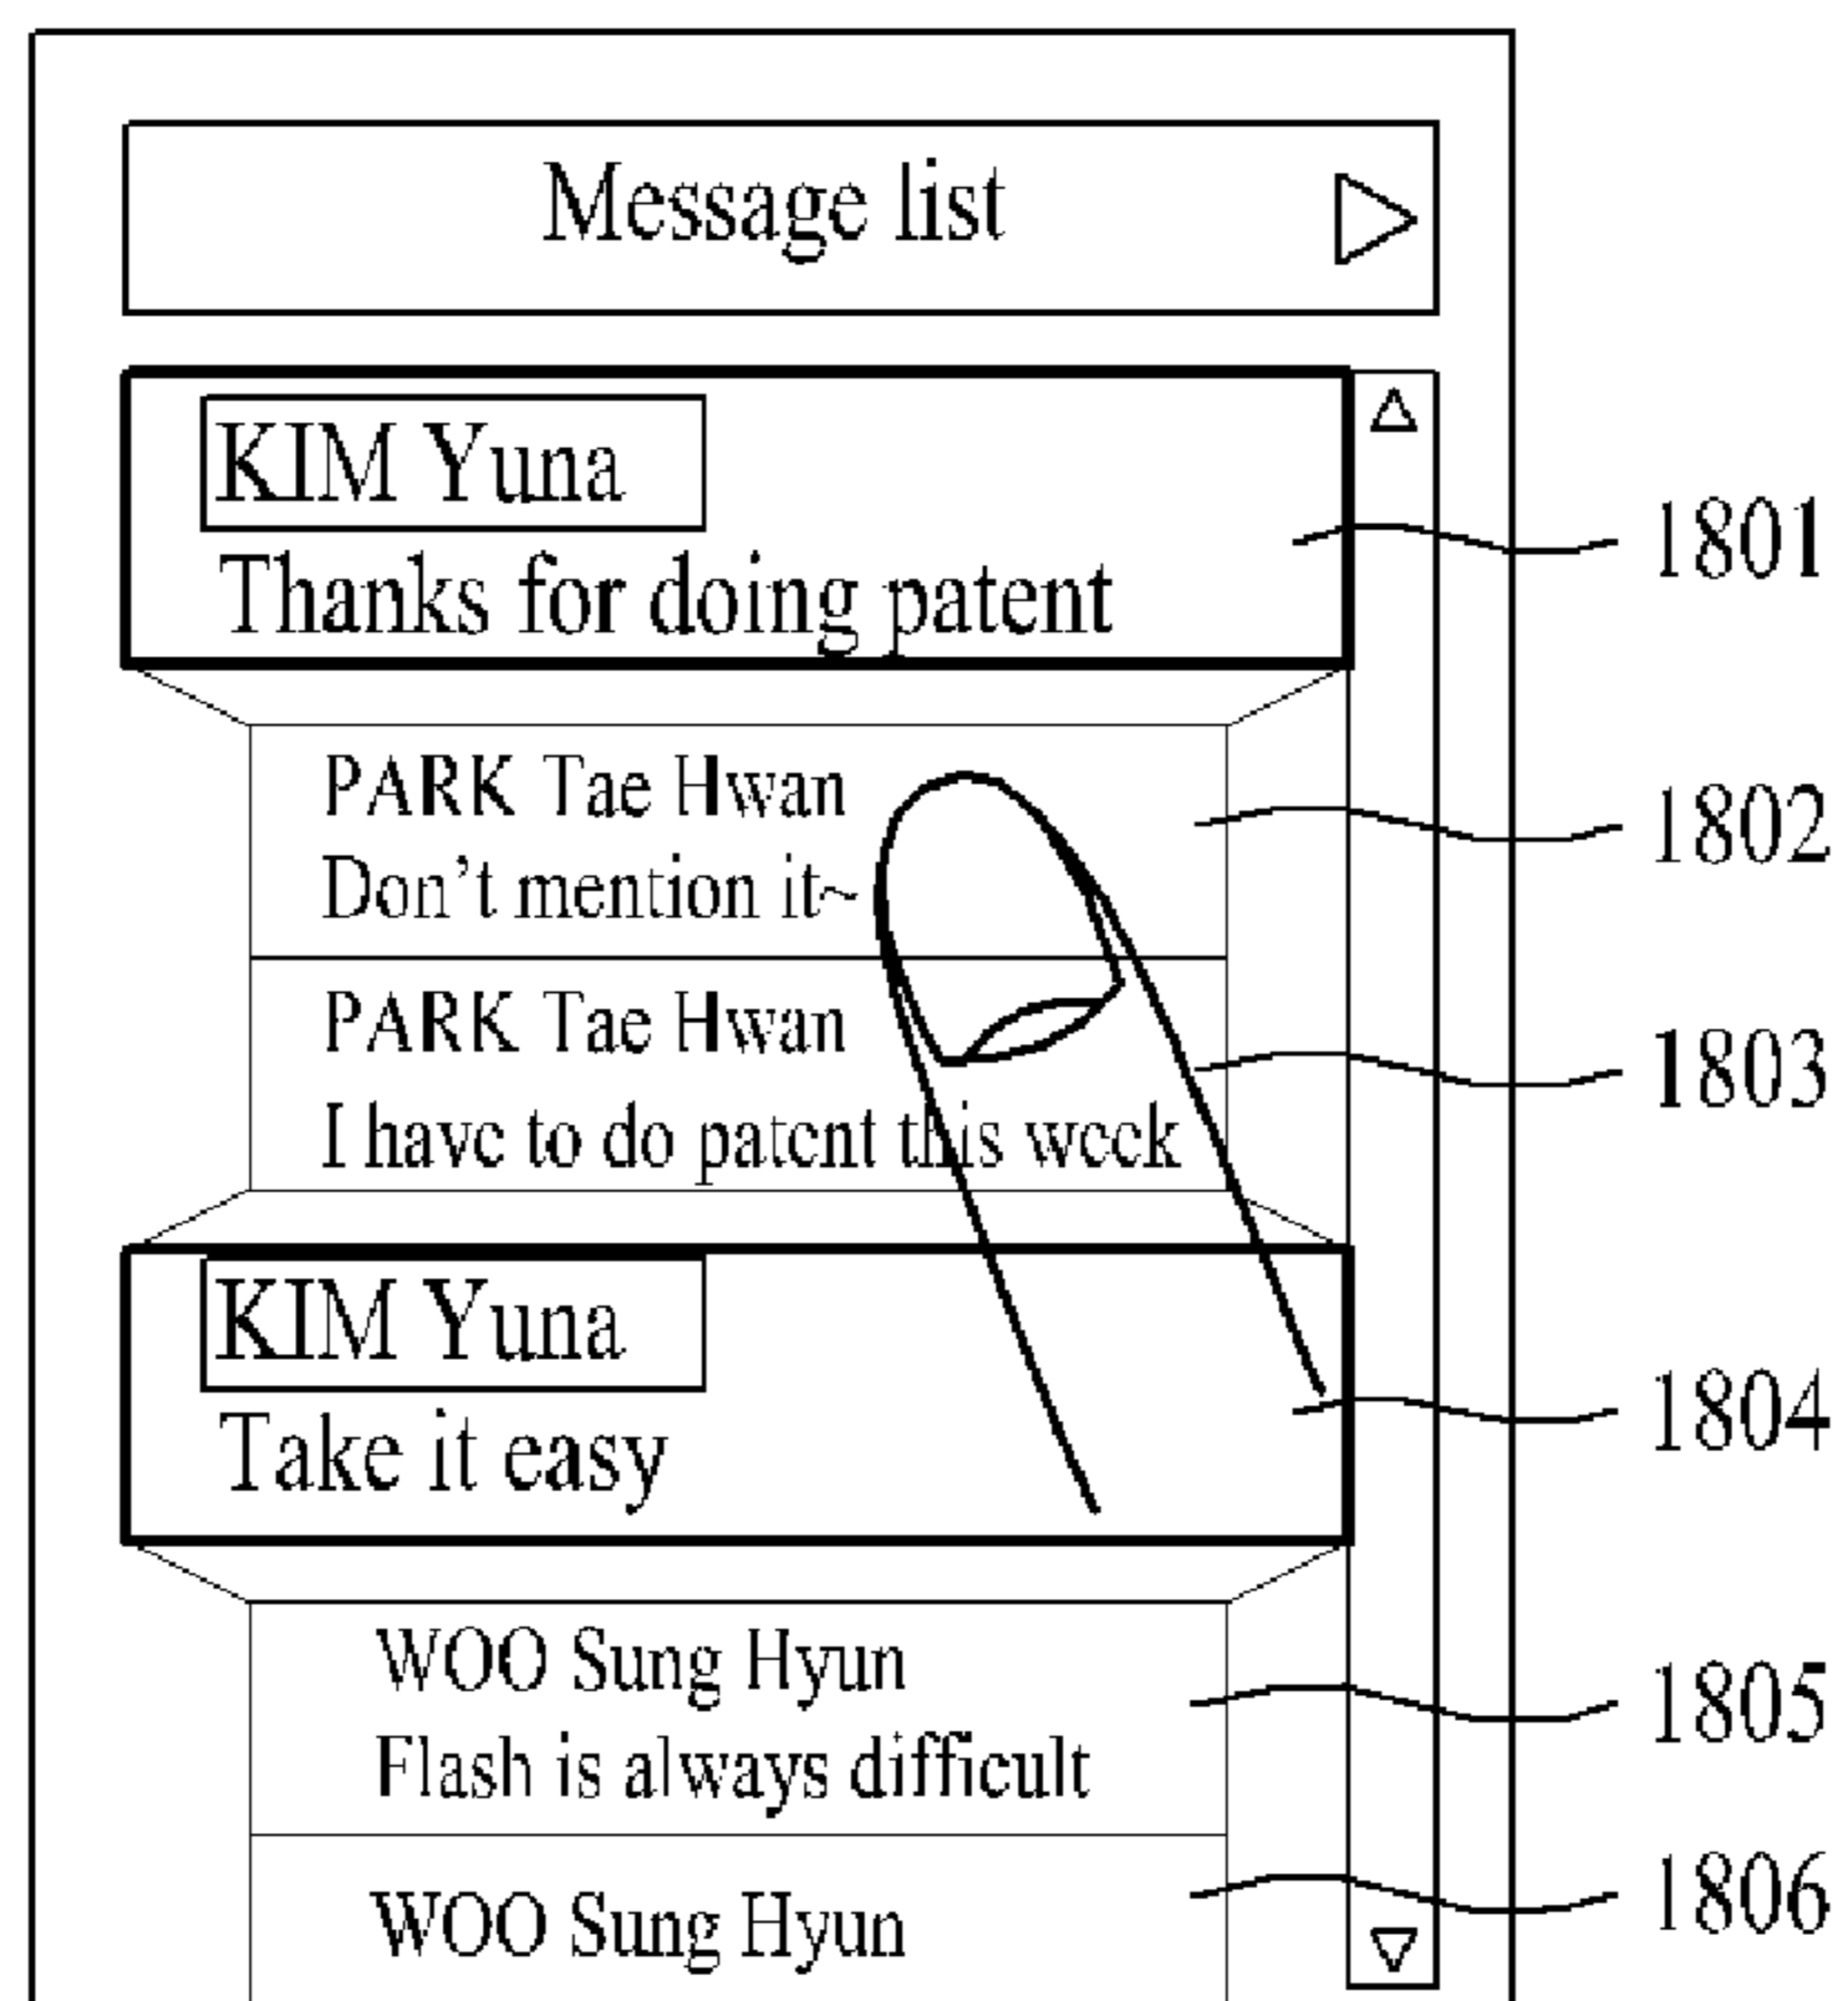 Message list
KIM Yuna
Thanks for doing patent
1801
PARK Tae Hwan
1802
Don't mention it~
PARK Tae Hwan
1803
I have to do patent this week
KIM Yuna
1804
Take it easy
WOO Sung Hyun
1805
Flash is always difficult
WOO Sung Hyun
1806